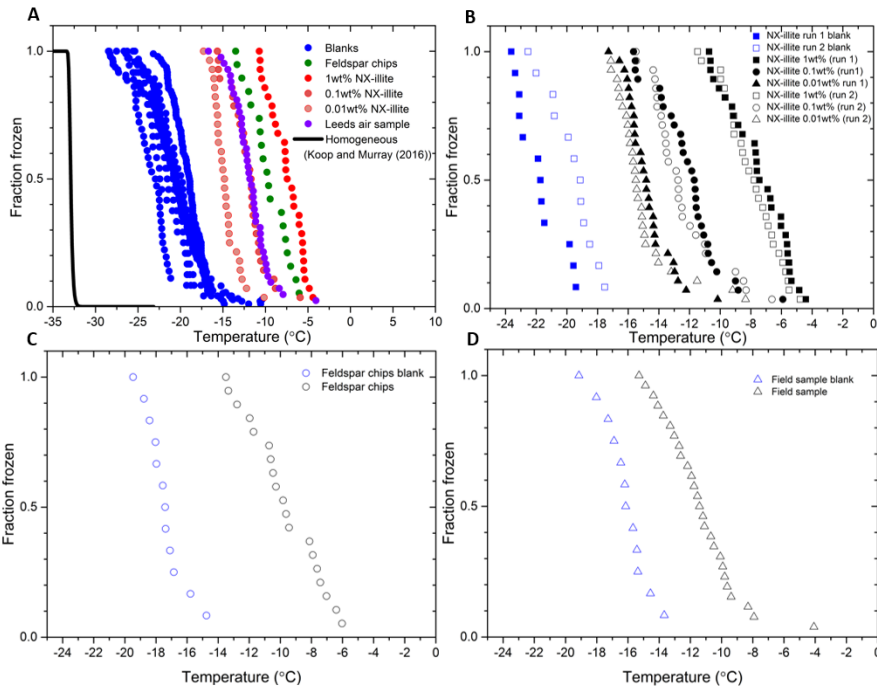 A
Fraction frozen
1.0
0.5
0.0
Blanks
Feldspar chips
1wt% NX-illite
0.1wt% NX-illite
0.01wt% NX-illite
Leeds air sample
Homogeneous
(Koop and Murray (2016))
-35 -30 -25 -20 -15 -10 -5 0 5 10
Temperature (°C)
B
Fraction frozen
1.0
0.5
0.0
NX-illite run 1 blank
NX-illite run 2 blank
NX-illite 1wt% (run 1)
NX-illite 0.1wt% (run1)
NX-illite 0.01wt% (run 1)
NX-illite 1wt% (run 2)
NX-illite 0.1wt% (run 2)
NX-illite 0.01wt% (run 2)
-24 -22 -20 -18 -16 -14 -12 -10 -8 -6 -4 -2 0
Temperature (°C)
C
Fraction frozen
1.0
0.5
0.0
Feldspar chips blank
Feldspar chips
-24 -22 -20 -18 -16 -14 -12 -10 -8 -6 -4 -2 0
Temperature (°C)
D
Fraction frozen
1.0
0.5
0.0
Field sample blank
Field sample
-24 -22 -20 -18 -16 -14 -12 -10 -8 -6 -4 -2 0
Temperature (°C)